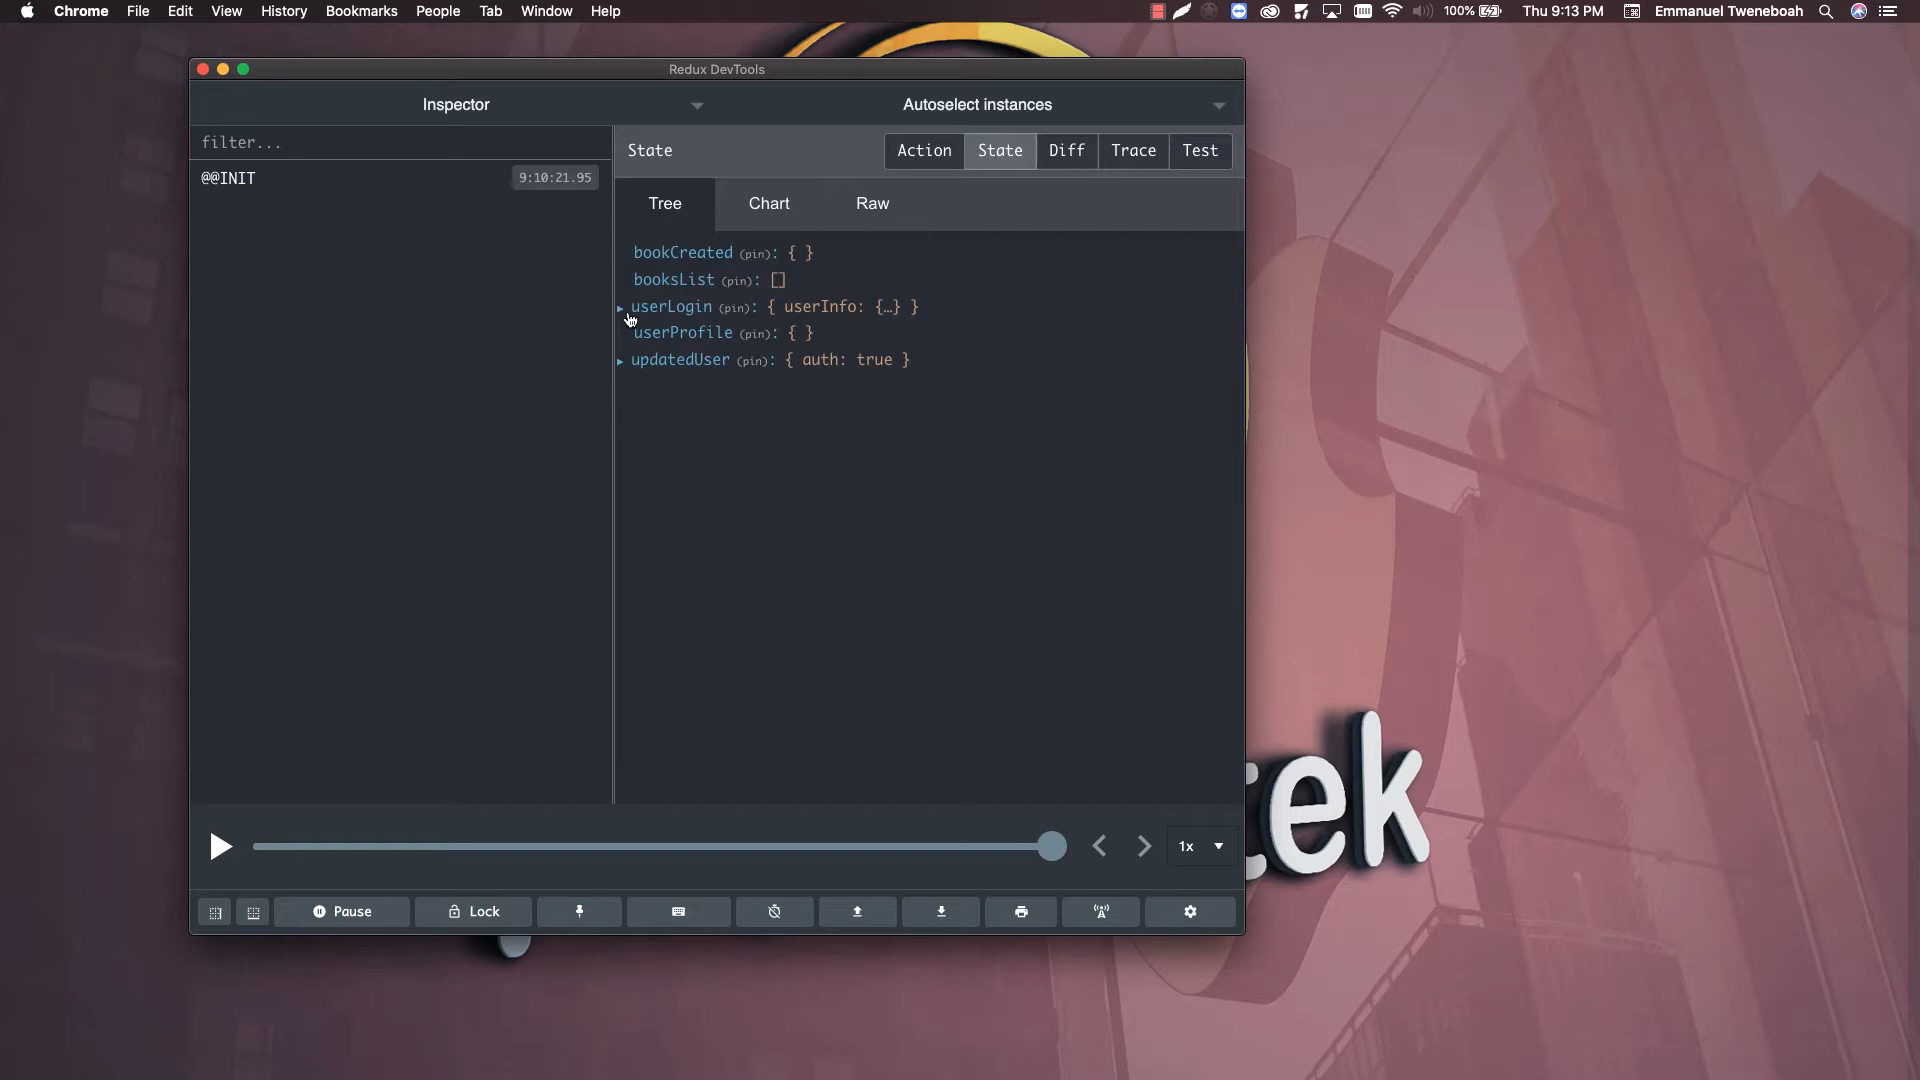 Chrome File Edit View History Bookmarks People Tab Window Help 100% Thu 9:13 PM Emmanuel Tweneboah
Redux DevTools
Inspector Autoselect instances
filter...
State Action State Diff Trace Test
@@INIT 9:10:21.95
Tree Chart Raw
bookCreated (pin): { }
booksList (pin): []
userLogin (pin): { userInfo: {…} }
userProfile (pin): { }
updatedUser (pin): { auth: true }
tek
1x
Pause Lock